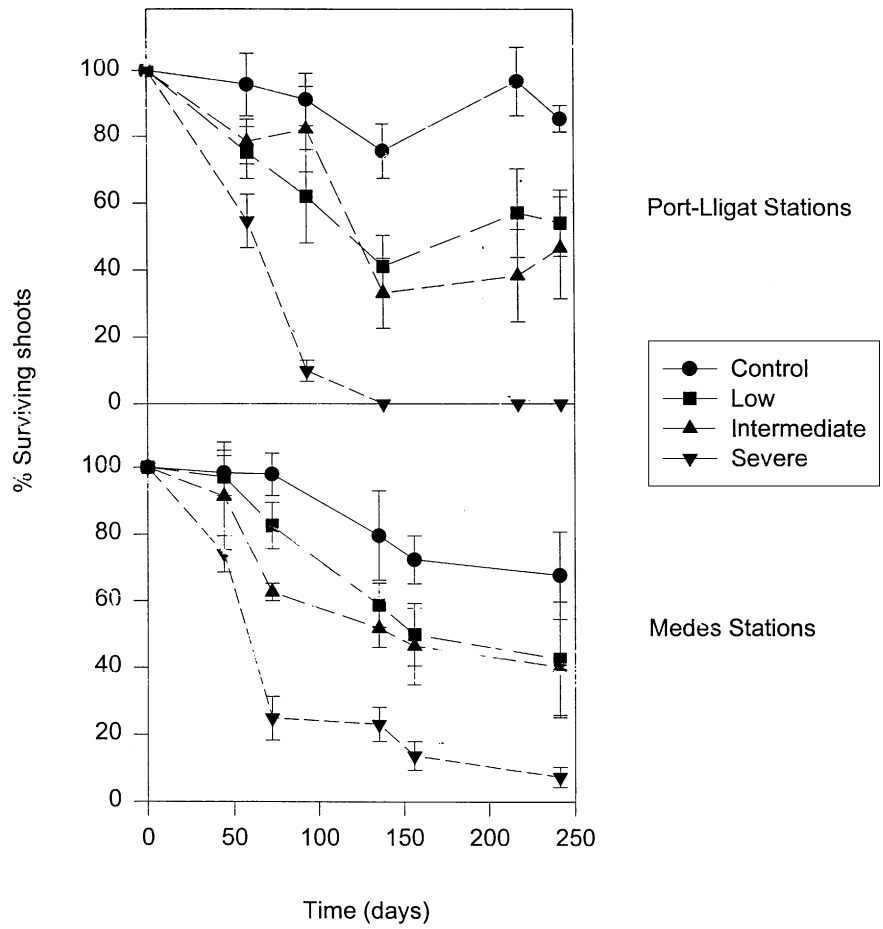 100
80
60
40
20
0
Port-Lligat Stations
% Surviving shoots
Control
Low
Intermediate
Severe
100
80
60
40
20
0
Medes Stations
0 50 100 150 200 250
Time (days)